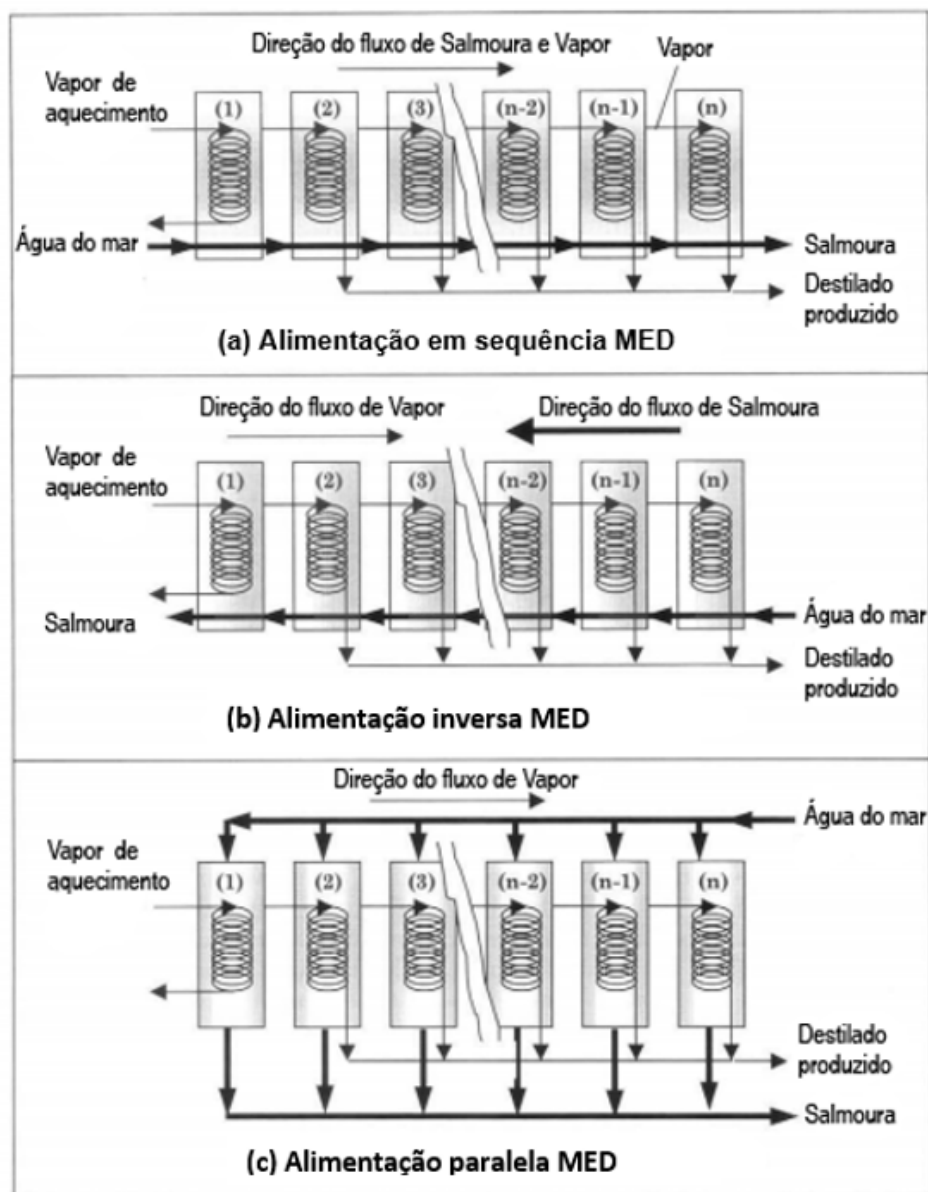 Direção do fluxo de Salmoura e Vapor
Vapor
Vapor de
aquecimento
(1)
(2)
(3)
(n-2)
(n-1)
(n)
Água do mar
Salmoura
Destilado
produzido
(a) Alimentação em sequência MED
Direção do fluxo de Vapor
Direção do fluxo de Salmoura
Vapor de
aquecimento
(1)
(2)
(3)
(n-2)
(n-1)
(n)
Salmoura
Água do mar
Destilado
produzido
(b) Alimentação inversa MED
Direção do fluxo de Vapor
Água do mar
Vapor de
aquecimento
(1)
(2)
(3)
(n-2)
(n-1)
(n)
Destilado
produzido
Salmoura
(c) Alimentação paralela MED